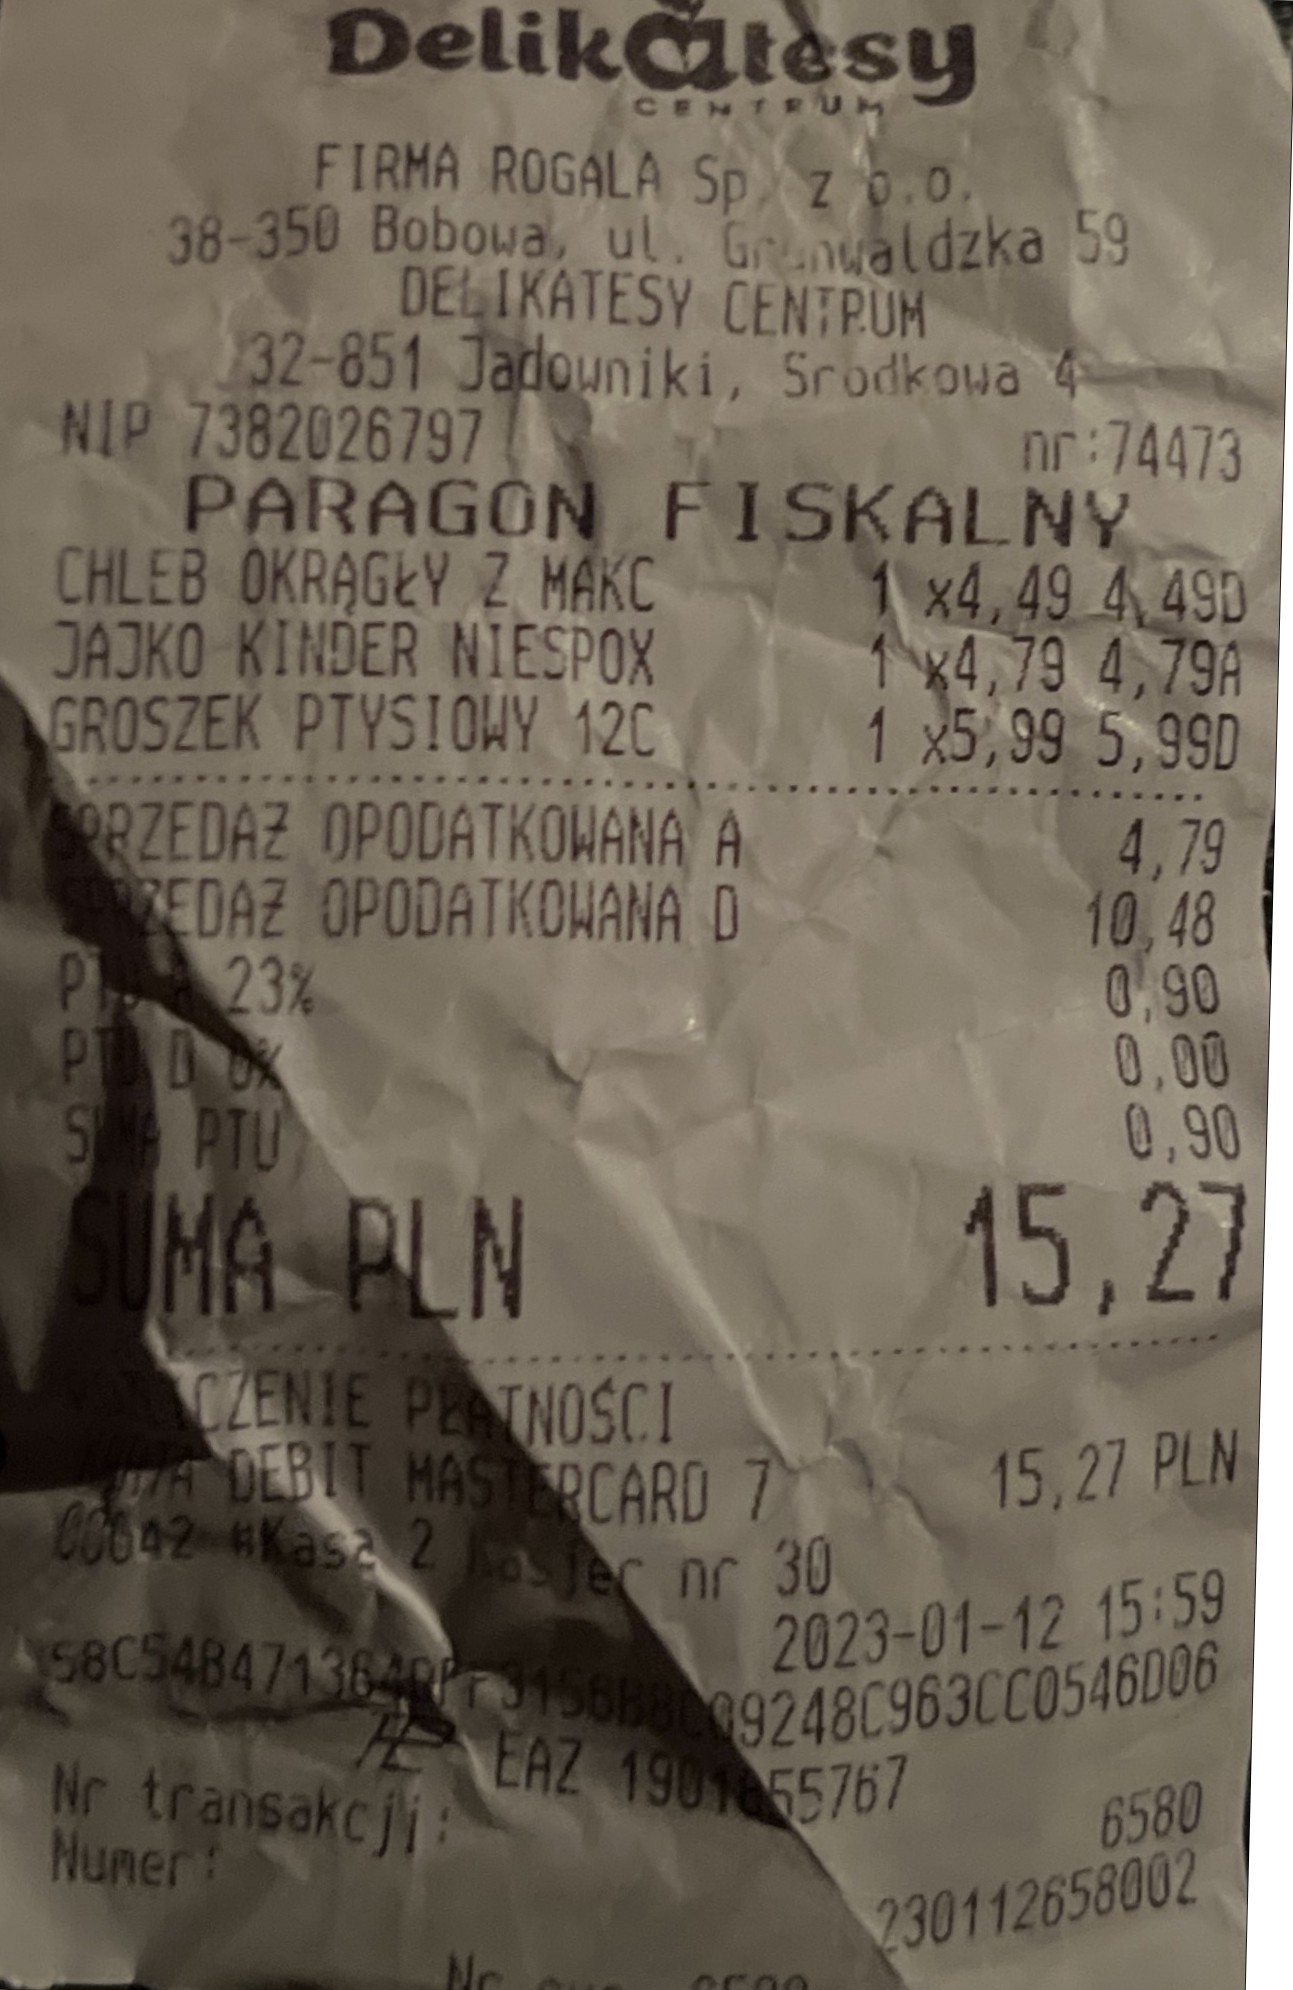 Delikatesy
CENTRUM
FIRMA ROGALA Sp. z o.o.
38-350 Bobowa, ul. Grunwaldzka 59
DELIKATESY CENTRUM
32-851 Jadowniki, Srodkowa 4
NIP 7382026797 nr:74473
PARAGON FISKALNY
CHLEB OKRĄGŁY Z MAKC 1 x4,49 4,49D
JAJKO KINDER NIESPOX 1 x4,79 4,79A
GROSZEK PTYSIOWY 12C 1 x5,99 5,99D
SPRZEDAŻ OPODATKOWANA A 4,79
SPRZEDAŻ OPODATKOWANA D 10,48
PTU A 23% 0,90
PTU D 0% 0,00
SUMA PTU 0,90
SUMA PLN 15,27
PŁATNOŚCI
DEBIT MASTERCARD 7 15,27 PLN
00642 #Kasa 2 Kasjer nr 30
2023-01-12 15:59
EAZ
Nr transakcji: 6580
Numer: 230112658002
Nr